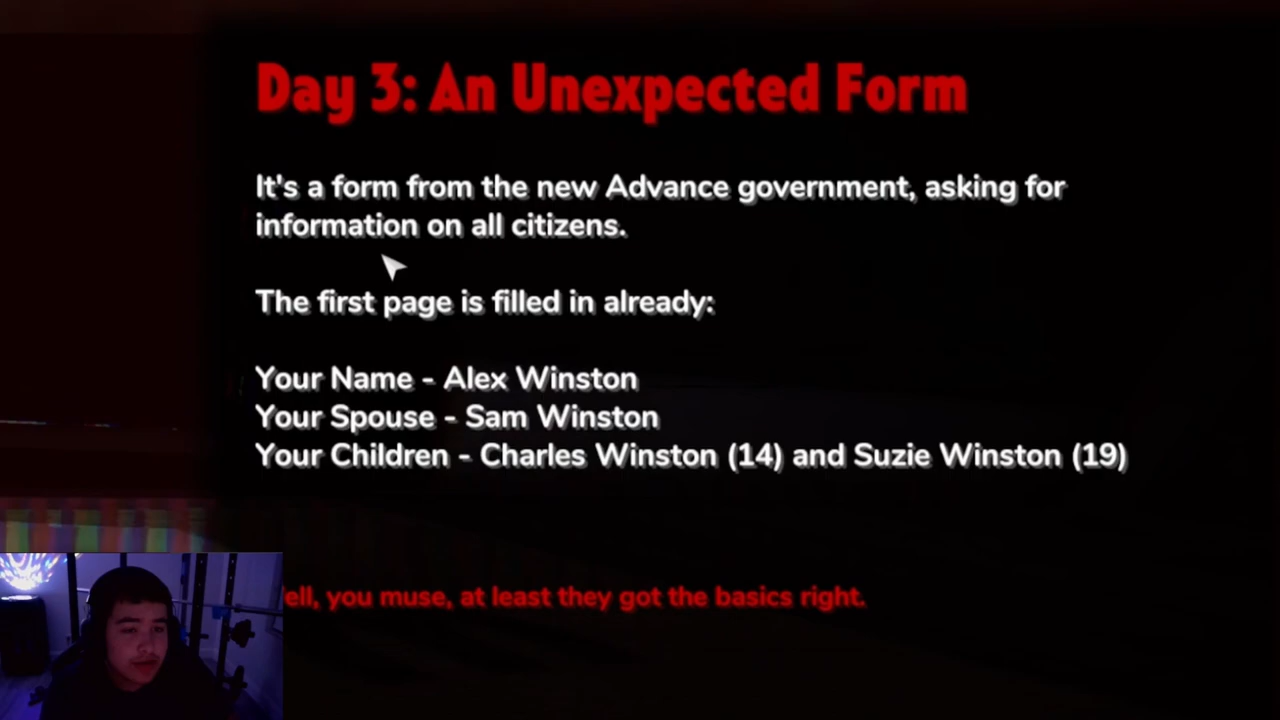 Day 3: An Unexpected Form
It's a form from the new Advance government, asking for
information on all citizens.
The first page is filled in already:
Your Name - Alex Winston
Your Spouse - Sam Winston
Your Children - Charles Winston (14) and Suzie Winston (19)
you muse, at least they got the basics right.